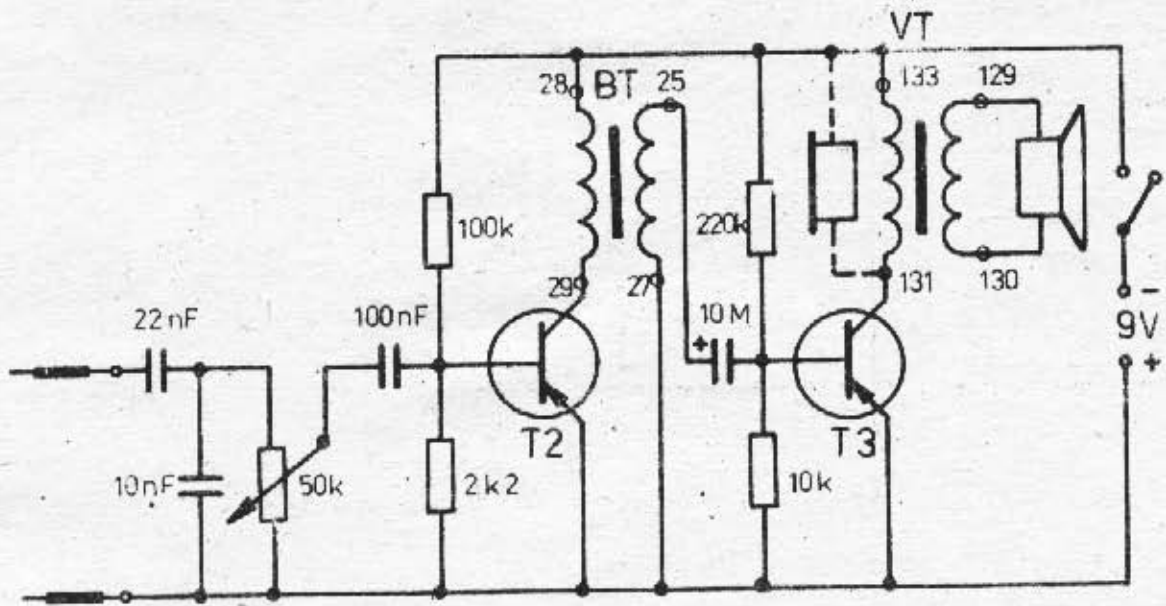 VT
28
BT
25
133
129
100k
220k
29
27
131
130
-
9V
+
22nF
100nF
10M
+
T2
T3
10nF
50k
2k2
10k